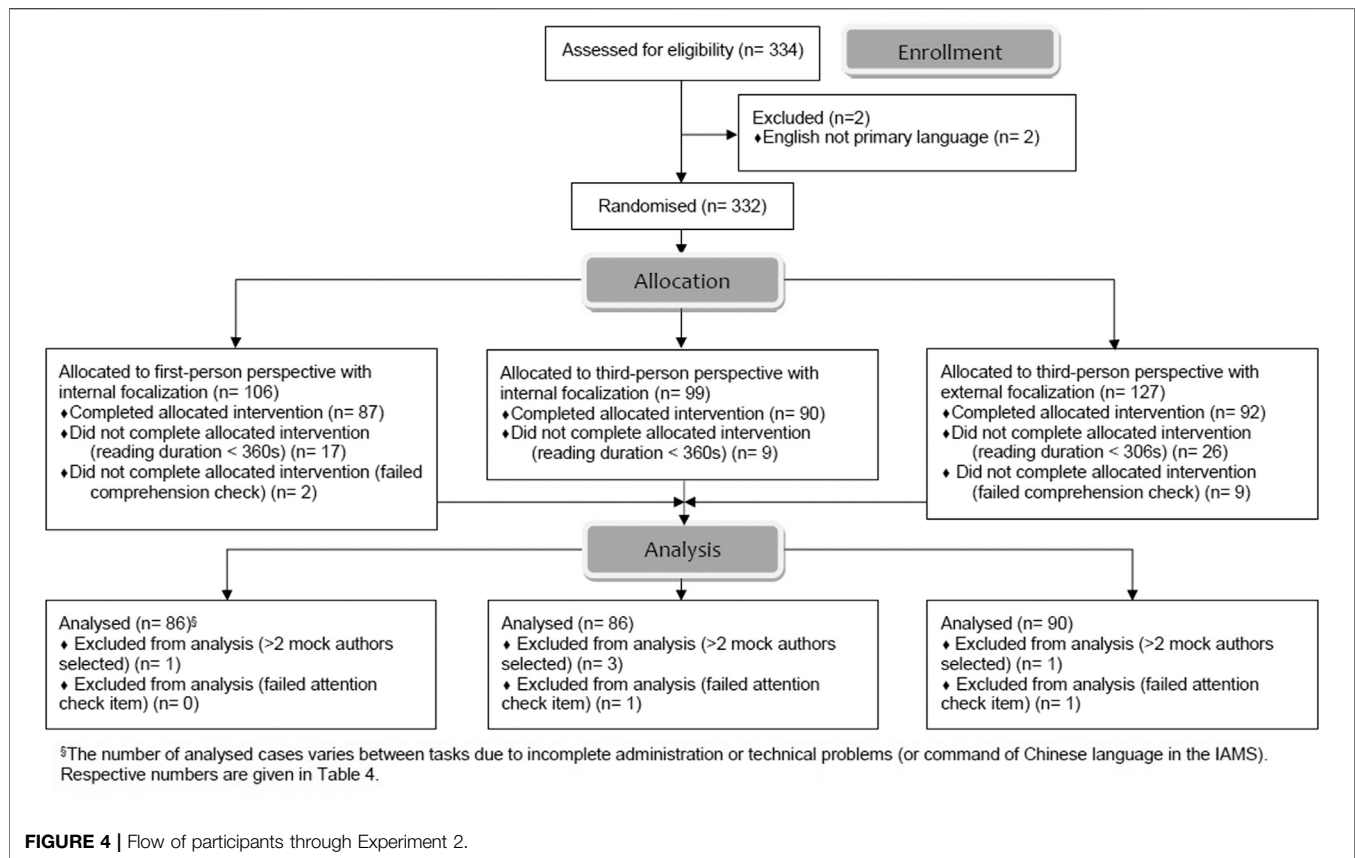 Assessed for eligibility (n= 334)
Enrollment
Excluded (n=2)
♦English not primary language (n= 2)
Randomised (n= 332)
Allocation
Allocated to first-person perspective with
internal focalization (n= 106)
♦Completed allocated intervention (n= 87)
♦Did not complete allocated intervention
(reading duration < 360s) (n= 17)
♦Did not complete allocated intervention (failed
comprehension check) (n= 2)
Allocated to third-person perspective with
internal focalization (n= 99)
♦Completed allocated intervention (n= 90)
♦Did not complete allocated intervention
(reading duration < 360s) (n= 9)
Allocated to third-person perspective with
external focalization (n= 127)
♦Completed allocated intervention (n= 92)
♦Did not complete allocated intervention
(reading duration < 306s) (n= 26)
♦ Did not complete allocated intervention
(failed comprehension check) (n= 9)
Analysis
Analysed (n= 86)§
♦ Excluded from analysis (>2 mock authors
selected) (n= 1)
♦ Excluded from analysis (failed attention
check item) (n= 0)
Analysed (n= 86)
♦ Excluded from analysis (>2 mock authors
selected) (n= 3)
♦ Excluded from analysis (failed attention
check item) (n= 1)
Analysed (n= 90)
♦ Excluded from analysis (>2 mock authors
selected) (n= 1)
♦ Excluded from analysis (failed attention
check item) (n= 1)
§The number of analysed cases varies between tasks due to incomplete administration or technical problems (or command of Chinese language in the IAMS).
Respective numbers are given in Table 4.
FIGURE 4 | Flow of participants through Experiment 2.